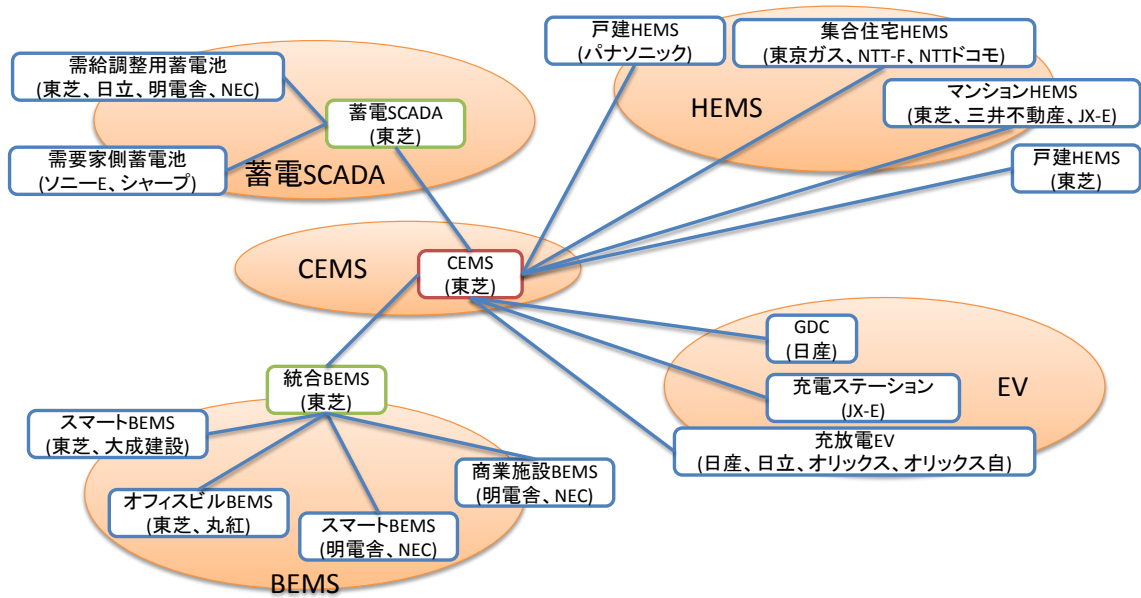 需給調整用蓄電池
(東芝、日立、明電舎、NEC)
蓄電SCADA
(東芝)
需要家側蓄電池
(ソニーE、シャープ)
蓄電SCADA
戸建HEMS
(パナソニック)
集合住宅HEMS
(東京ガス、NTT-F、NTTドコモ)
HEMS
マンションHEMS
(東芝、三井不動産、JX-E)
戸建HEMS
(東芝)
CEMS
CEMS
(東芝)
GDC
(日産)
充電ステーション
(JX-E)
EV
充放電EV
(日産、日立、オリックス、オリックス自)
統合BEMS
(東芝)
スマートBEMS
(東芝、大成建設)
商業施設BEMS
(明電舎、NEC)
オフィスビルBEMS
(東芝、丸紅)
スマートBEMS
(明電舎、NEC)
BEMS